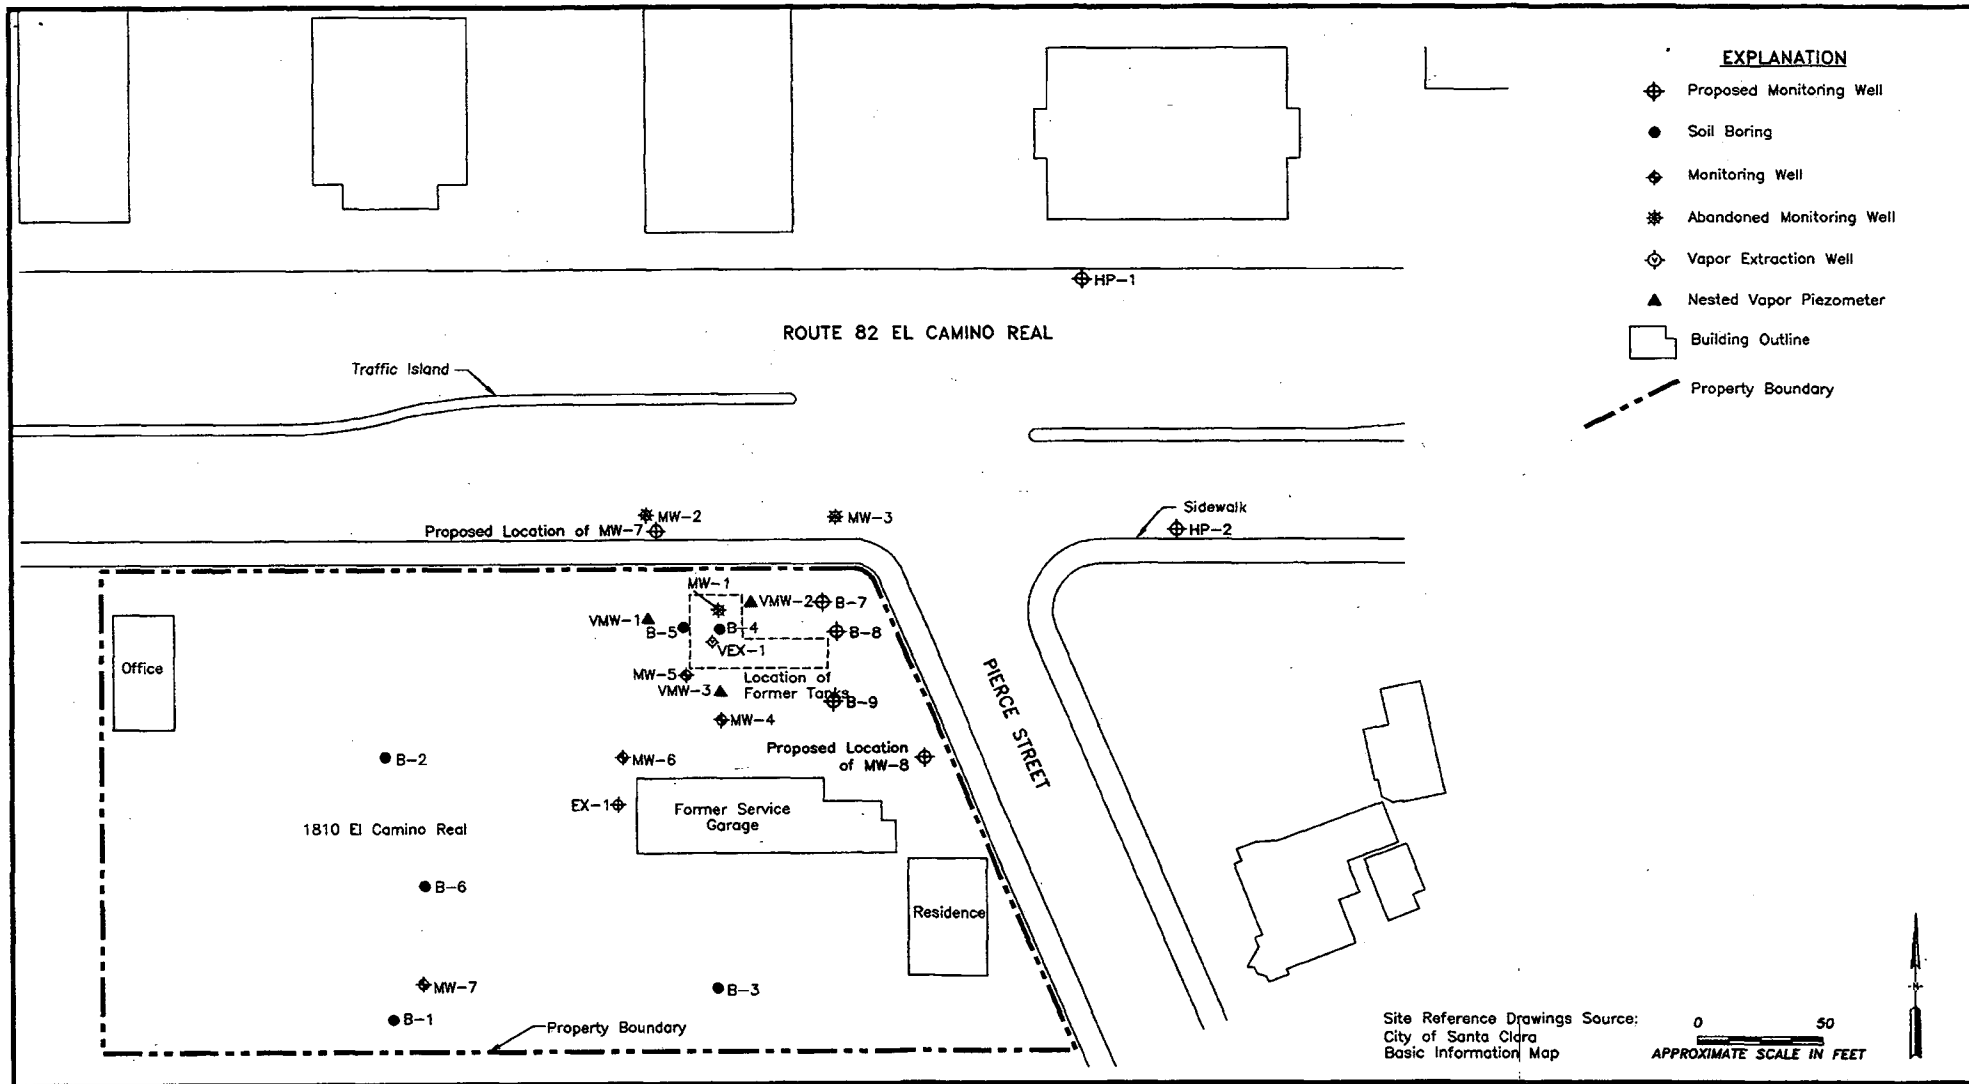 EXPLANATION
Proposed Monitoring Well
Soil Boring
Monitoring Well
Abandoned Monitoring Well
Vapor Extraction Well
Nested Vapor Piezometer
Building Outline
Property Boundary
HP-1
ROUTE 82 EL CAMINO REAL
Traffic Island
Sidewalk
MW-2
MW-3
Proposed Location of MW-7
HP-2
MW-1
VMW-2
B-7
VMW-1
B-5
B-4
B-8
VEX-1
Office
MW-5
Location of
Former Tanks
VMW-3
B-9
MW-4
PIERCE STREET
Proposed Location
of MW-8
B-2
MW-6
EX-1
Former Service
Garage
1810 El Camino Real
B-6
Residence
MW-7
B-3
B-1
Property Boundary
Site Reference Drawings Source:
City of Santa Clara
Basic Information Map
0 50
APPROXIMATE SCALE IN FEET
N